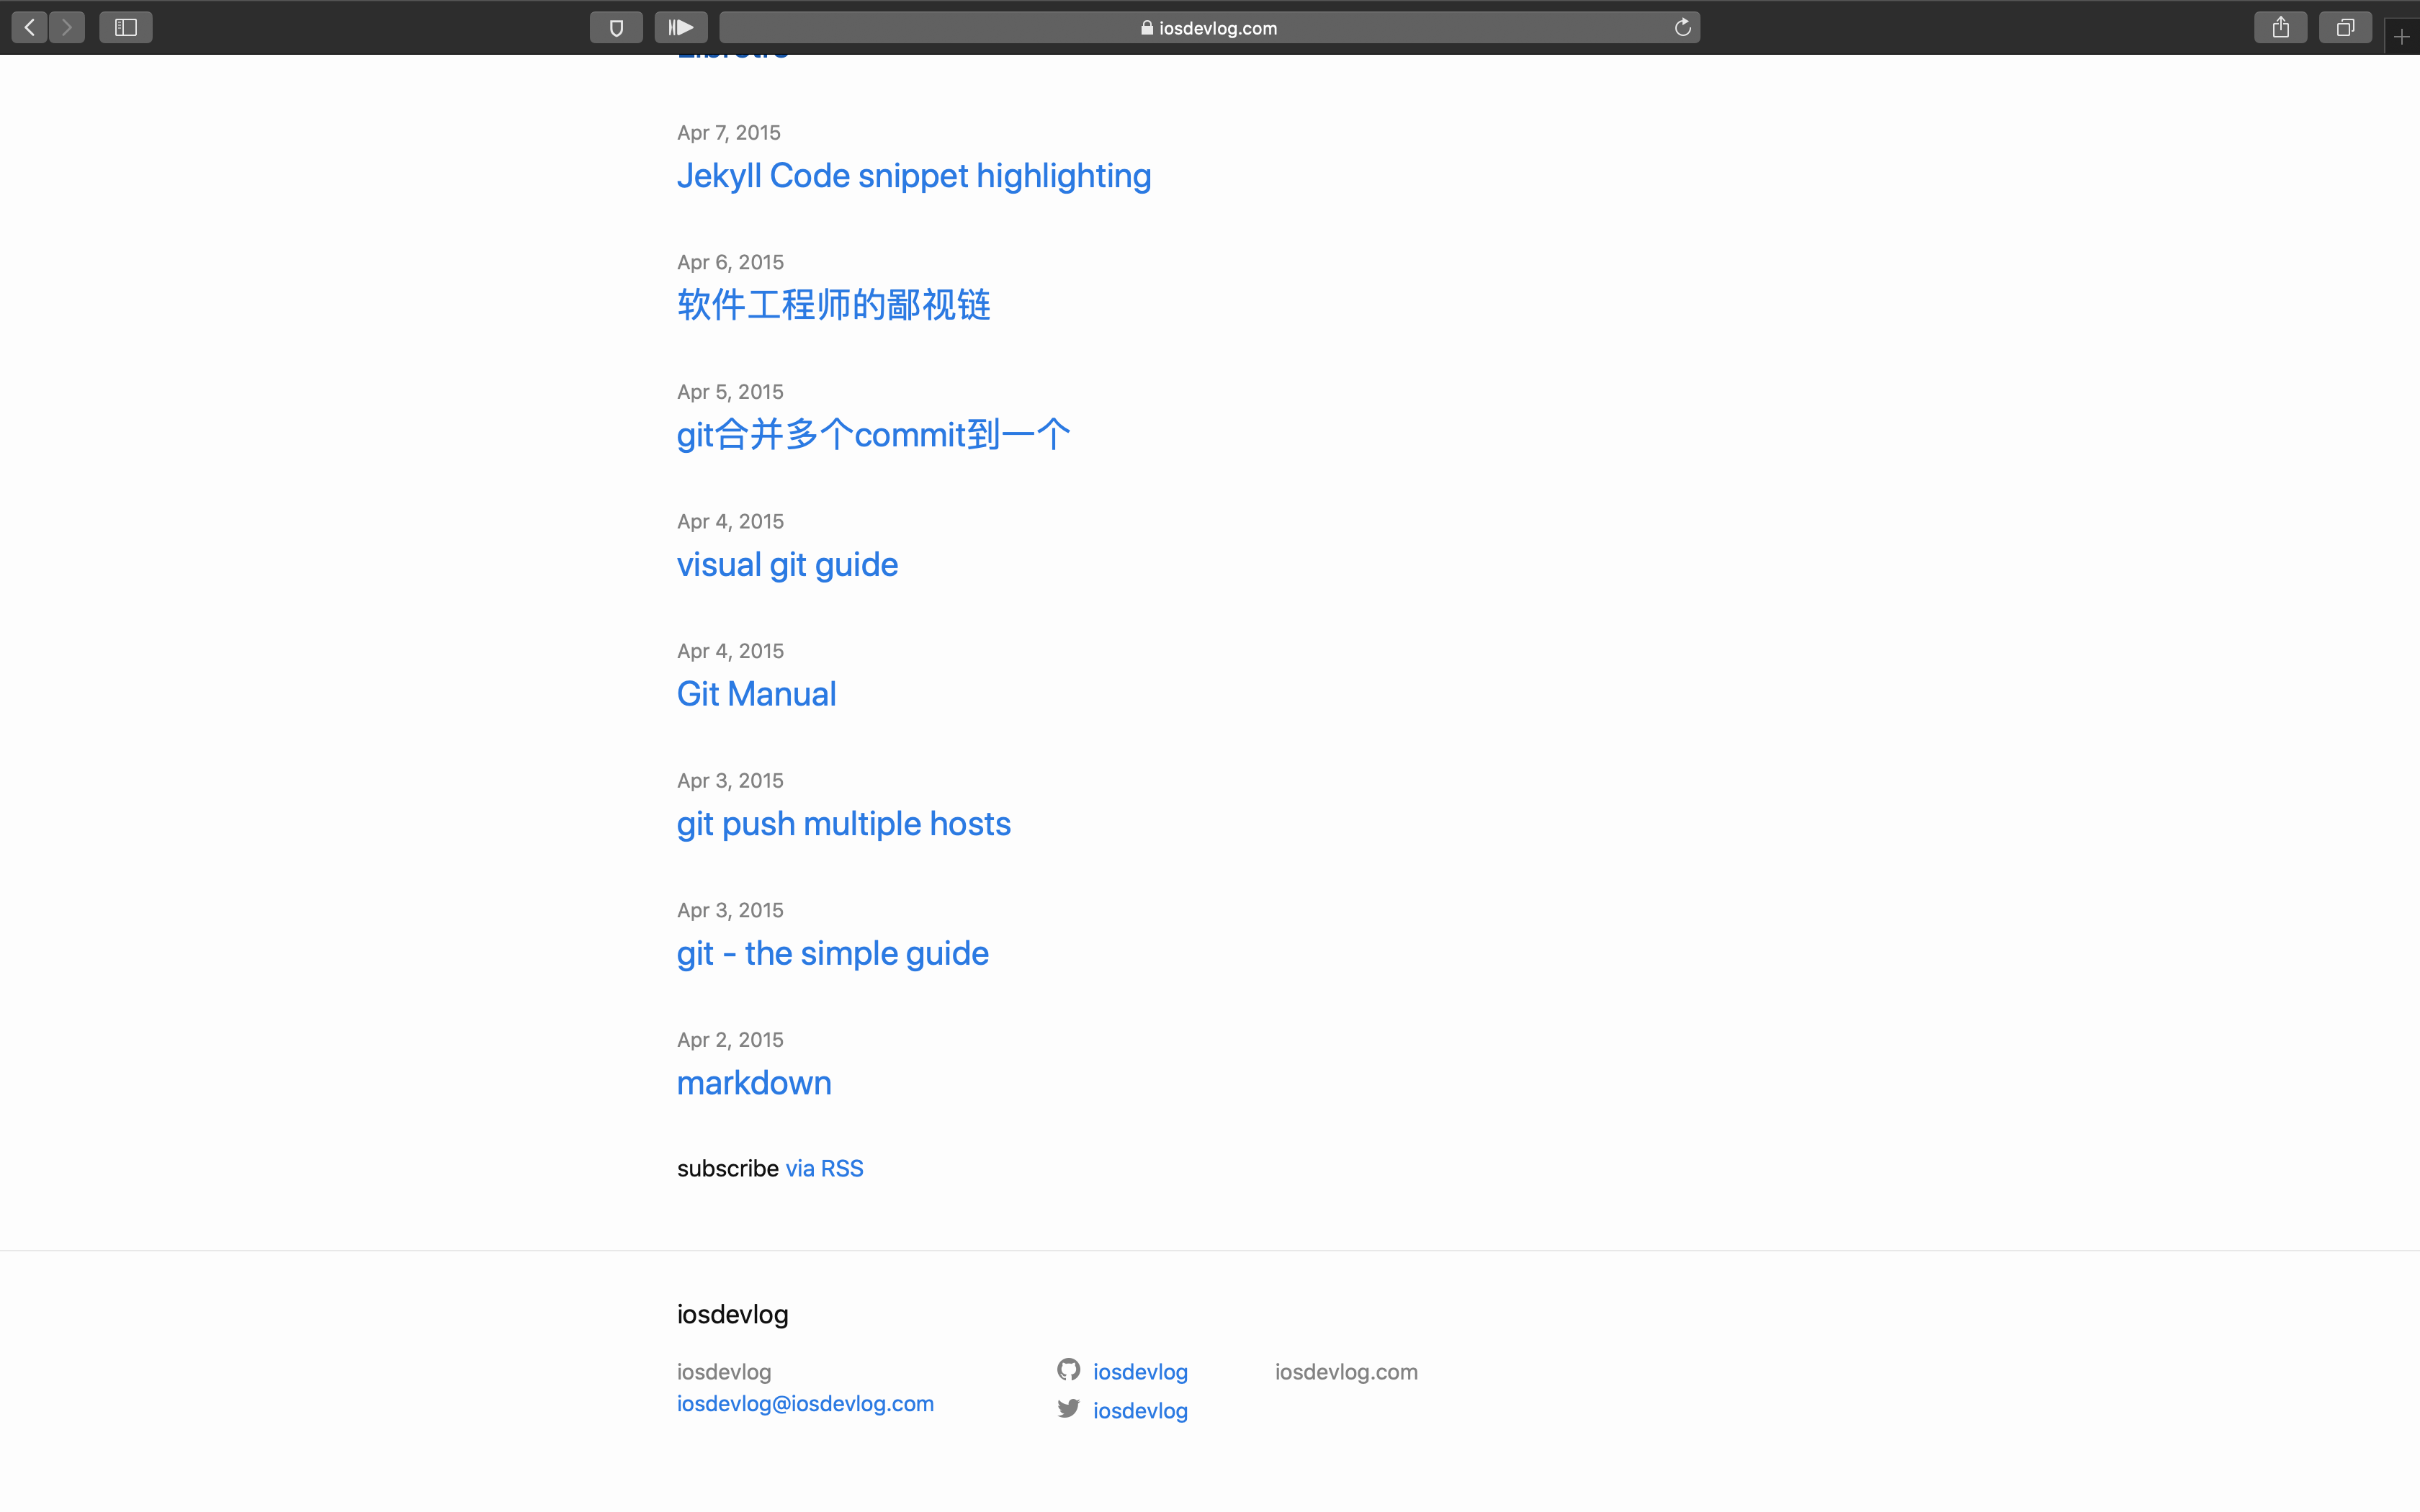 iosdevlog.com
Apr 7, 2015
Jekyll Code snippet highlighting
Apr 6, 2015
软件工程师的鄙视链
Apr 5, 2015
git合并多个commit到一个
Apr 4, 2015
visual git guide
Apr 4, 2015
Git Manual
Apr 3, 2015
git push multiple hosts
Apr 3, 2015
git - the simple guide
Apr 2, 2015
markdown
subscribe via RSS
iosdevlog
iosdevlog
iosdevlog@iosdevlog.com
iosdevlog
iosdevlog
iosdevlog.com